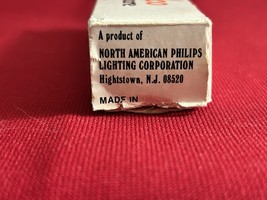 A product of
NORTH AMERICAN PHILIPS
LIGHTING CORPORATION
Hightstown, N.J. 08520
MADE IN